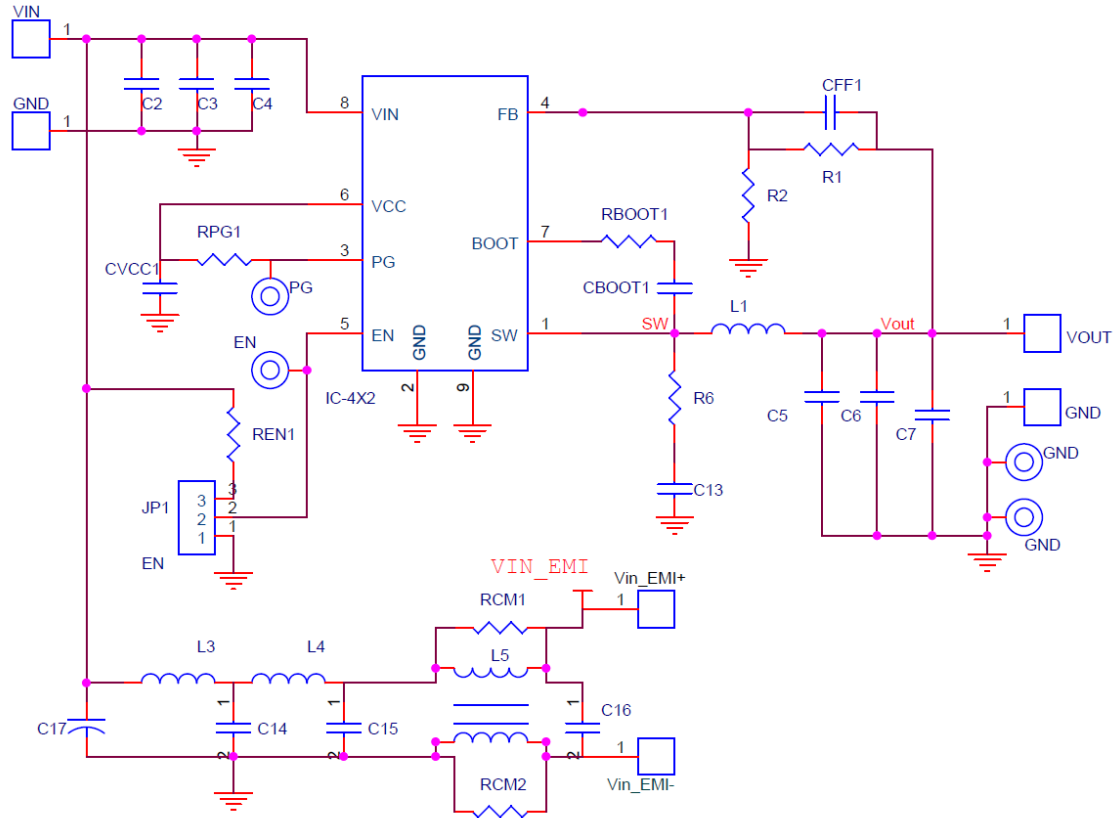 VIN
1
GND
1
C2
C3
C4
8
VIN
FB
4
CFF1
R1
R2
6
VCC
RPG1
CVCC1
3
PG
PG
BOOT
7
RBOOT1
CBOOT1
5
EN
EN
GND
GND
SW
1
SW
L1
Vout
1
VOUT
2
9
IC-4X2
R6
C5
C6
C7
1
GND
GND
GND
REN1
C13
JP1
3
2
1
3
2
1
EN
VIN_EMI
Vin_EMI+
1
RCM1
L3
L4
L5
C17
1
C14
2
1
C15
2
1
C16
2
1
Vin_EMI-
RCM2